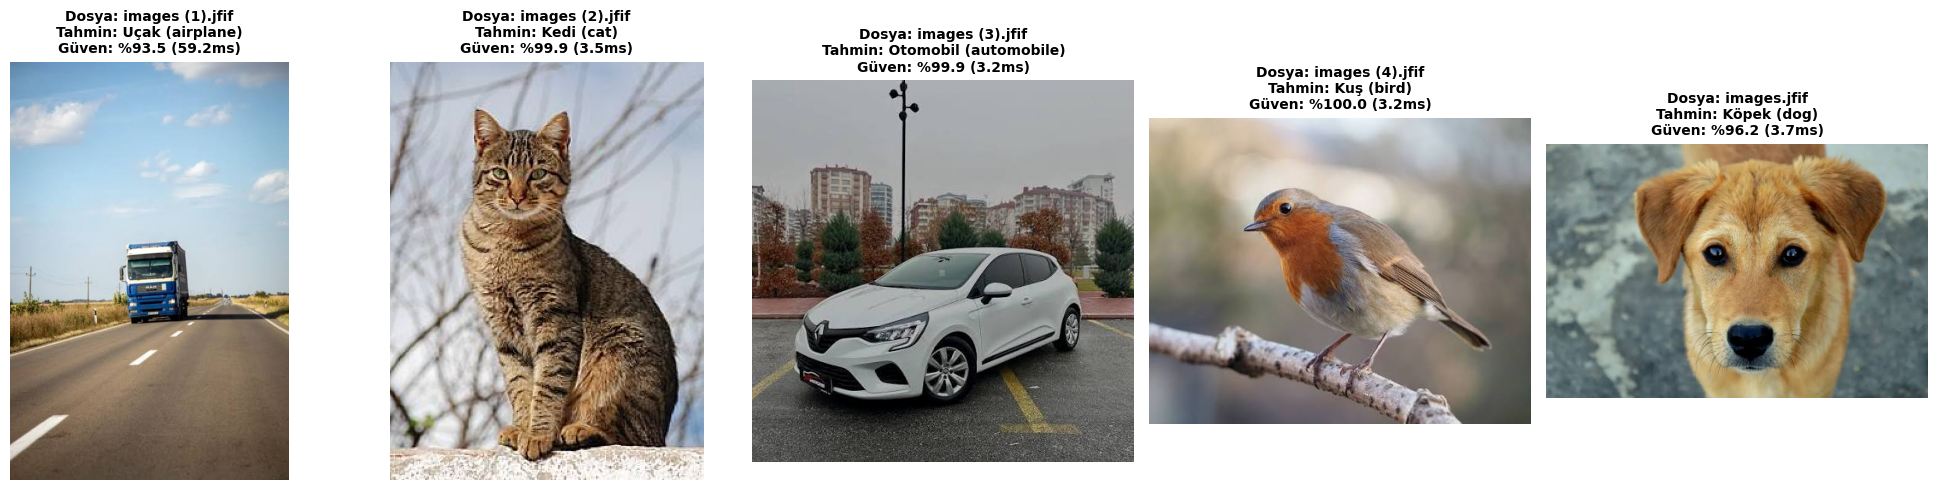 Dosya: images (1).jfif
Tahmin: Uçak (airplane)
Güven: %93.5 (59.2ms)
Dosya: images (2).jfif
Tahmin: Kedi (cat)
Güven: %99.9 (3.5ms)
Dosya: images (3).jfif
Tahmin: Otomobil (automobile)
Güven: %99.9 (3.2ms)
Dosya: images (4).jfif
Tahmin: Kuş (bird)
Güven: %100.0 (3.2ms)
Dosya: images.jfif
Tahmin: Köpek (dog)
Güven: %96.2 (3.7ms)